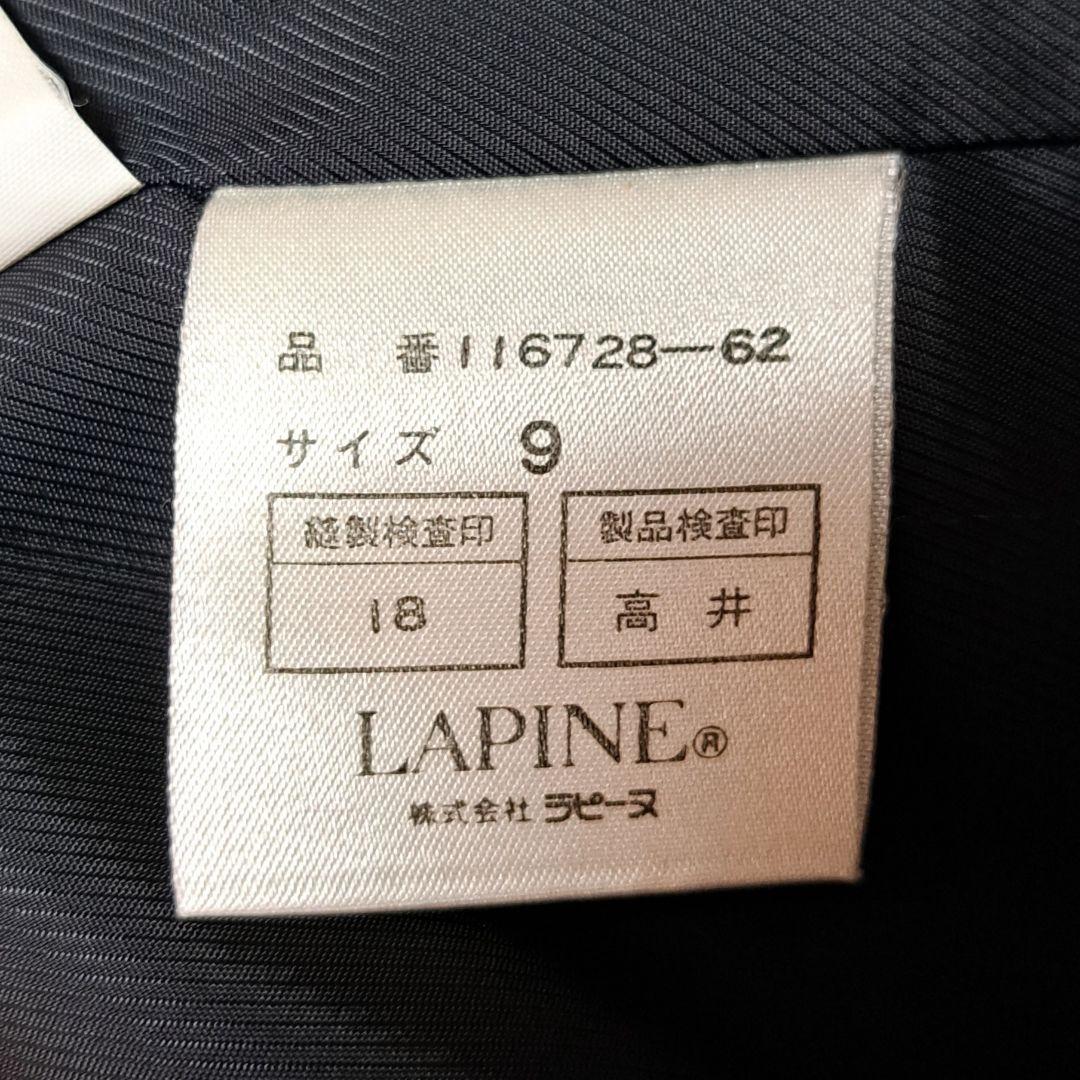 品 番116728-62
サイズ 9
縫製検査印 製品検査印
18 高井
LAPINE®
株式会社 ラピーヌ